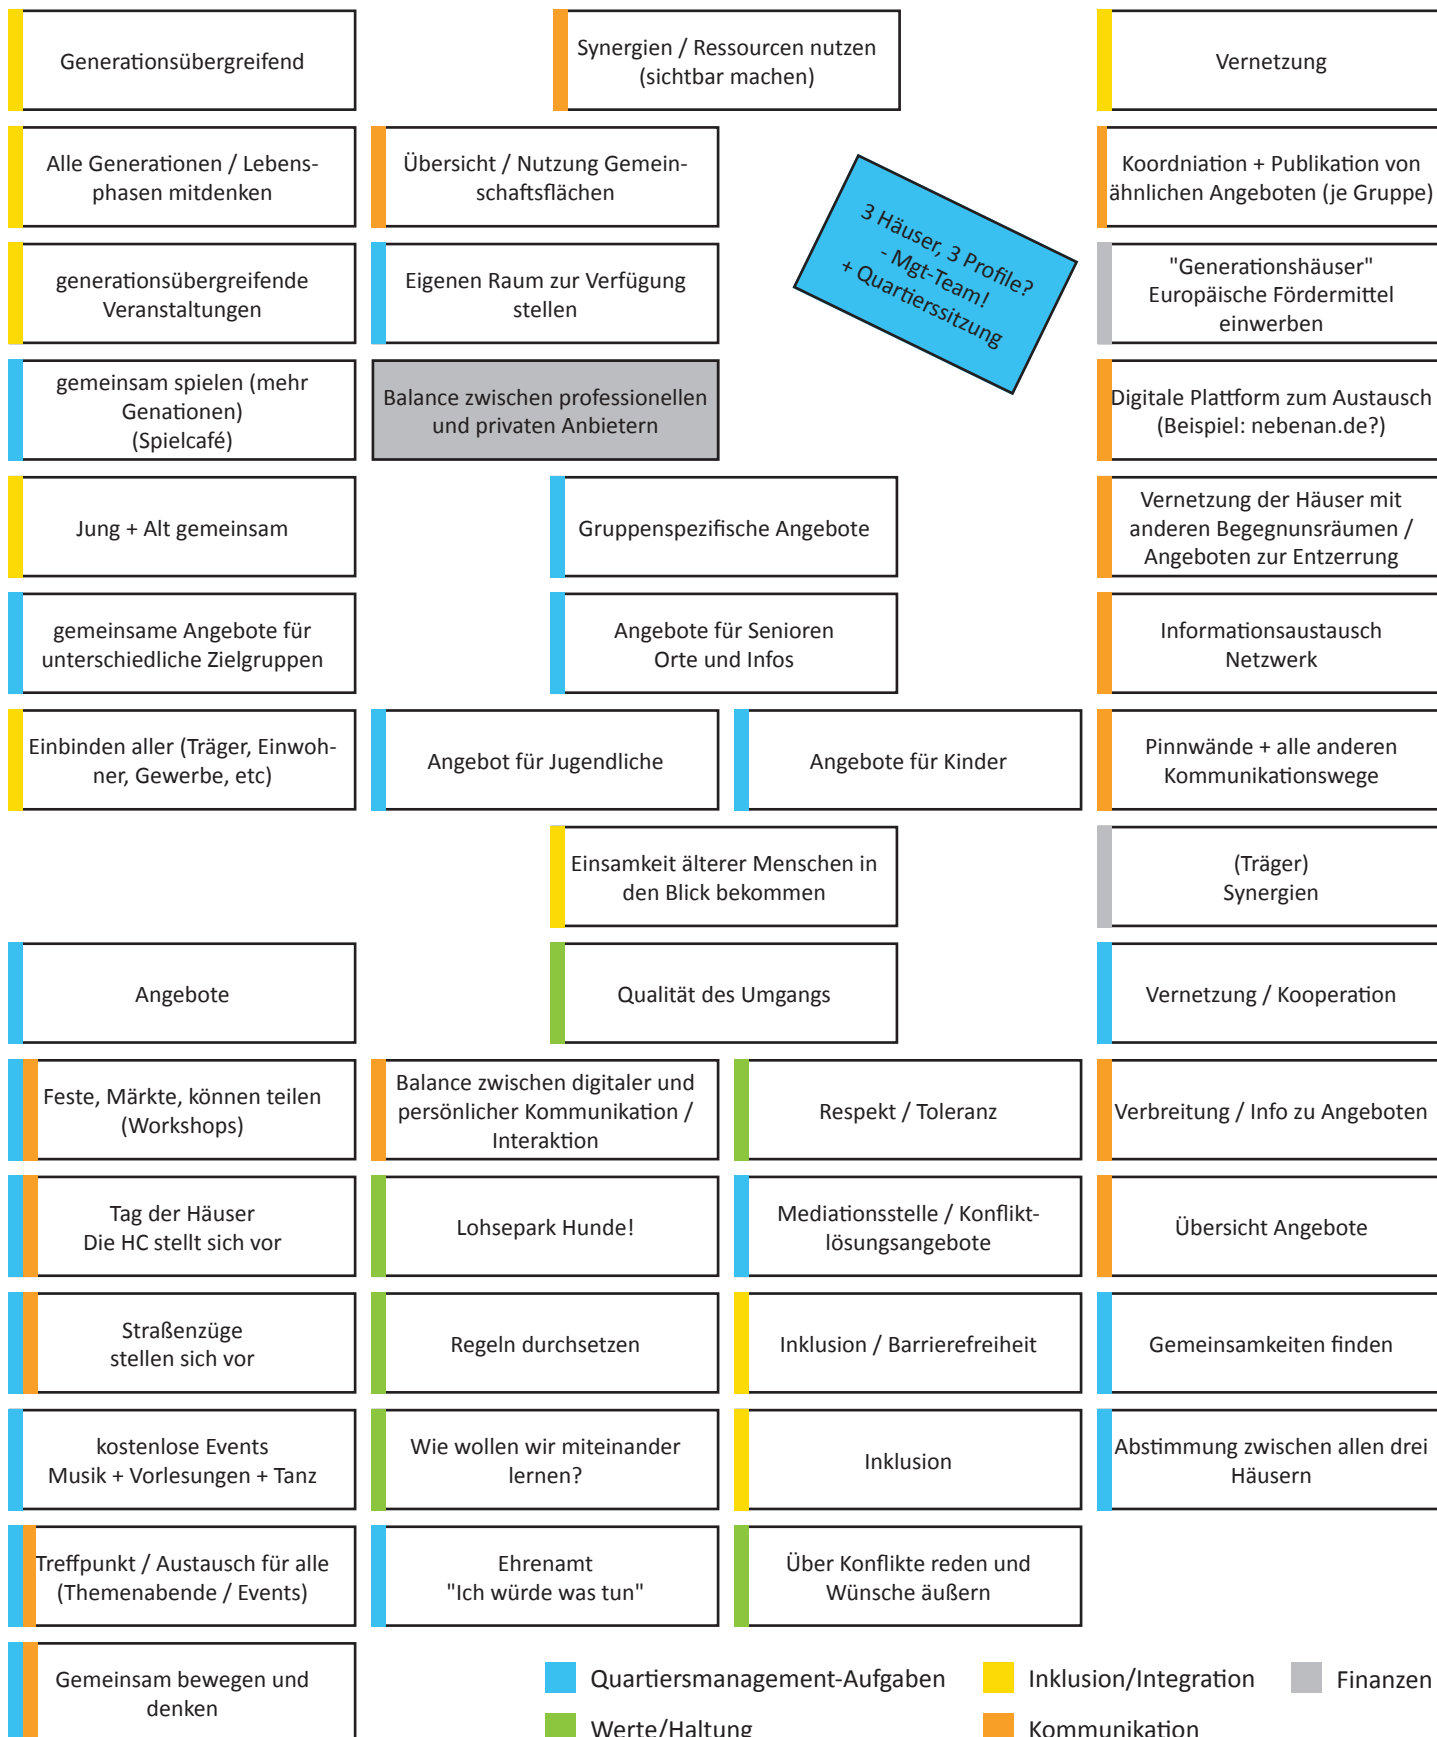 Generationsübergreifend
Synergien / Ressourcen nutzen
(sichtbar machen)
Vernetzung
Alle Generationen / Lebens-
phasen mitdenken
Übersicht / Nutzung Gemein-
schaftsflächen
3 Häuser, 3 Profile?
- Mgt-Team!
+ Quartierssitzung
Koordniation + Publikation von
ähnlichen Angeboten (je Gruppe)
generationsübergreifende
Veranstaltungen
Eigenen Raum zur Verfügung
stellen
"Generationshäuser"
Europäische Fördermittel
einwerben
gemeinsam spielen (mehr
Genationen)
(Spielcafé)
Balance zwischen professionellen
und privaten Anbietern
Digitale Plattform zum Austausch
(Beispiel: nebenan.de?)
Jung + Alt gemeinsam
Gruppenspezifische Angebote
Vernetzung der Häuser mit
anderen Begegnunsräumen /
Angeboten zur Entzerrung
gemeinsame Angebote für
unterschiedliche Zielgruppen
Angebote für Senioren
Orte und Infos
Informationsaustausch
Netzwerk
Einbinden aller (Träger, Einwoh-
ner, Gewerbe, etc)
Angebot für Jugendliche
Angebote für Kinder
Pinnwände + alle anderen
Kommunikationswege
Einsamkeit älterer Menschen in
den Blick bekommen
(Träger)
Synergien
Angebote
Qualität des Umgangs
Vernetzung / Kooperation
Feste, Märkte, können teilen
(Workshops)
Balance zwischen digitaler und
persönlicher Kommunikation /
Interaktion
Respekt / Toleranz
Verbreitung / Info zu Angeboten
Tag der Häuser
Die HC stellt sich vor
Lohsepark Hunde!
Mediationsstelle / Konflikt-
lösungsangebote
Übersicht Angebote
Straßenzüge
stellen sich vor
Regeln durchsetzen
Inklusion / Barrierefreiheit
Gemeinsamkeiten finden
kostenlose Events
Musik + Vorlesungen + Tanz
Wie wollen wir miteinander
lernen?
Inklusion
Abstimmung zwischen allen drei
Häusern
Treffpunkt / Austausch für alle
(Themenabende / Events)
Ehrenamt
"Ich würde was tun"
Über Konflikte reden und
Wünsche äußern
Gemeinsam bewegen und
denken
Quartiersmanagement-Aufgaben
Inklusion/Integration
Finanzen
Werte/Haltung
Kommunikation